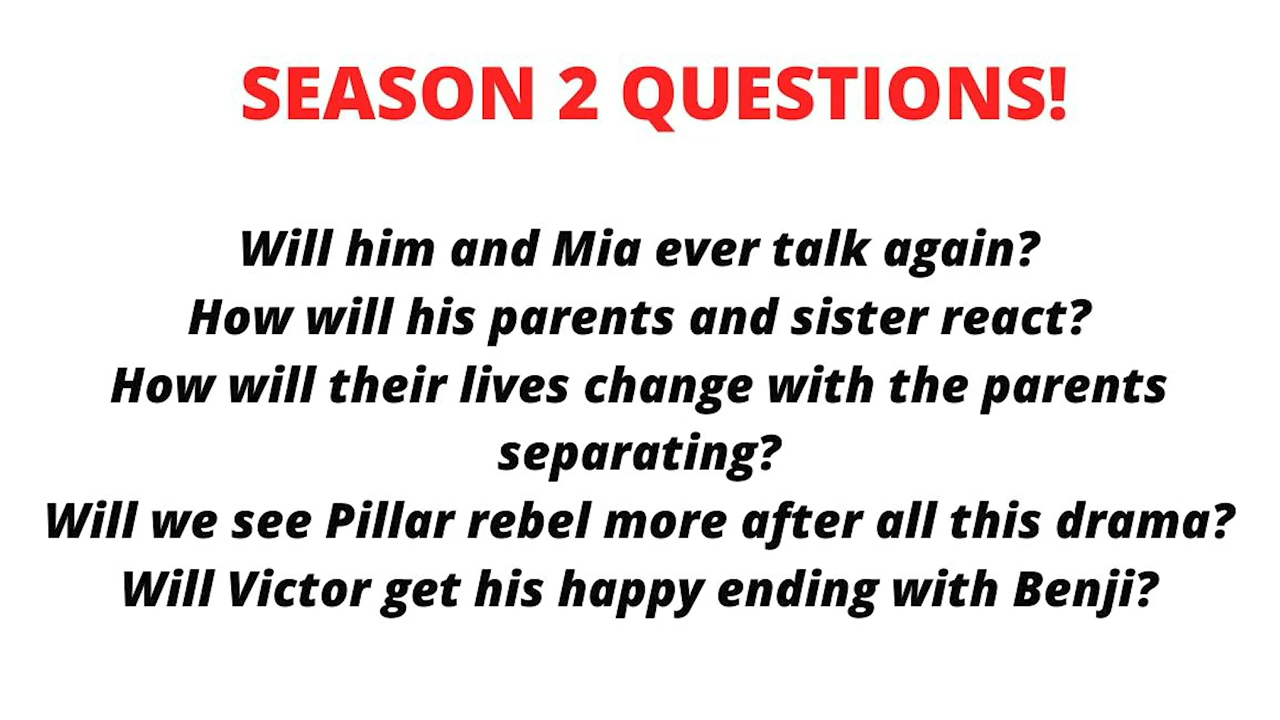 SEASON 2 QUESTIONS!
Will him and Mia ever talk again?
How will his parents and sister react?
How will their lives change with the parents
separating?
Will we see Pillar rebel more after all this drama?
Will Victor get his happy ending with Benji?